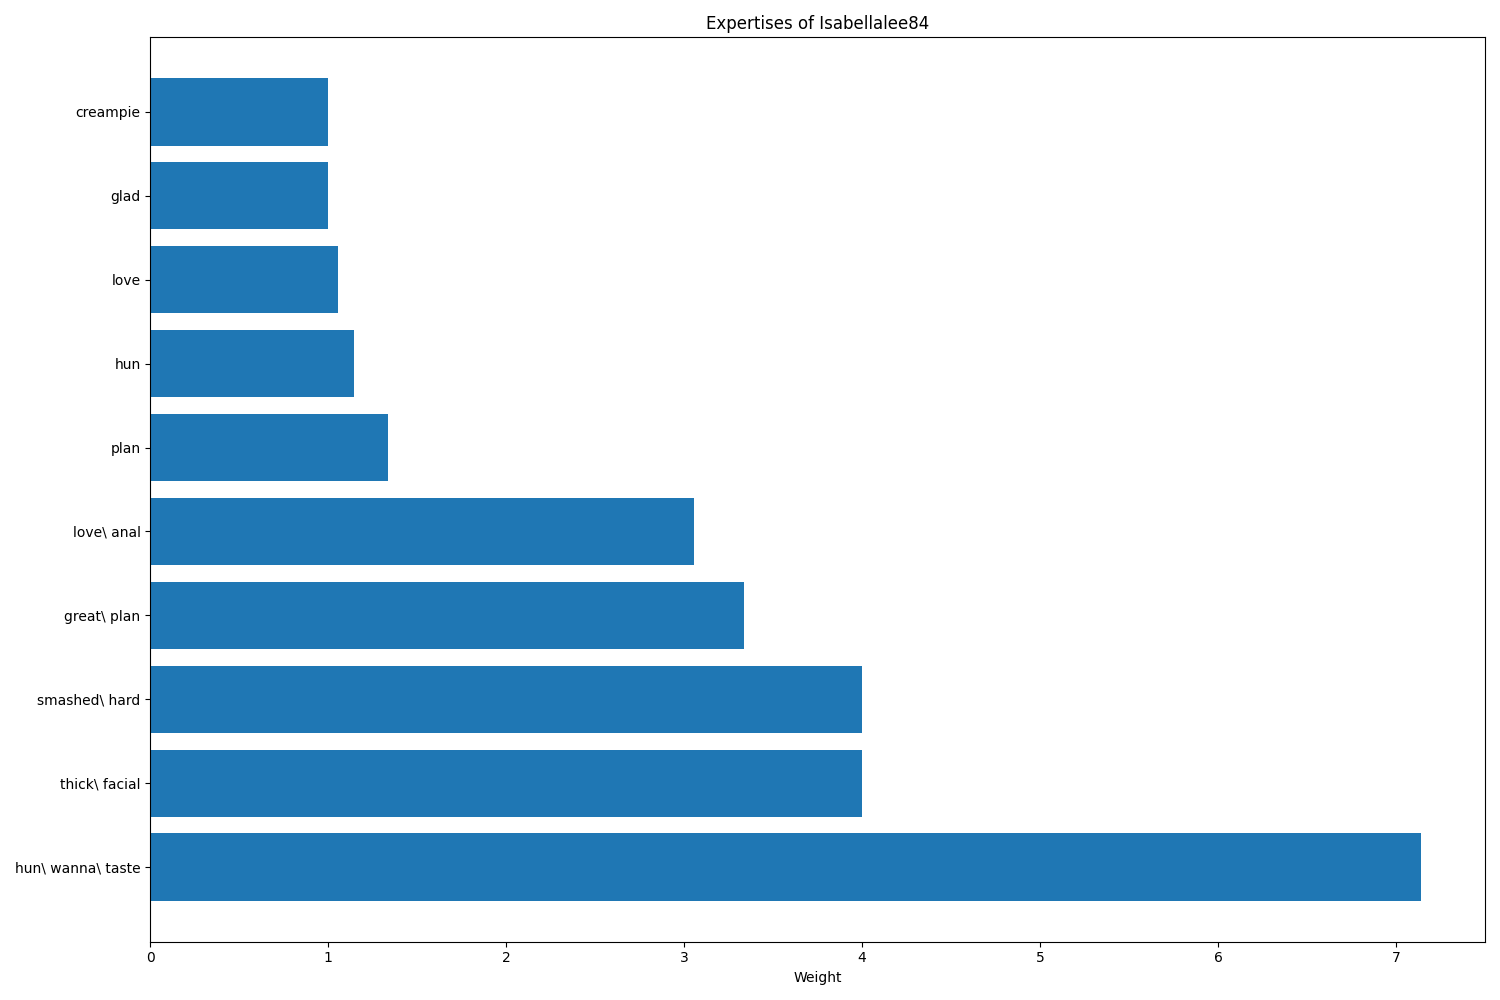 Expertises of Isabellalee84
creampie
glad
love
hun
plan
love\ anal
great\ plan
smashed\ hard
thick\ facial
hun\ wanna\ taste
0 1 2 3 4 5 6 7
Weight